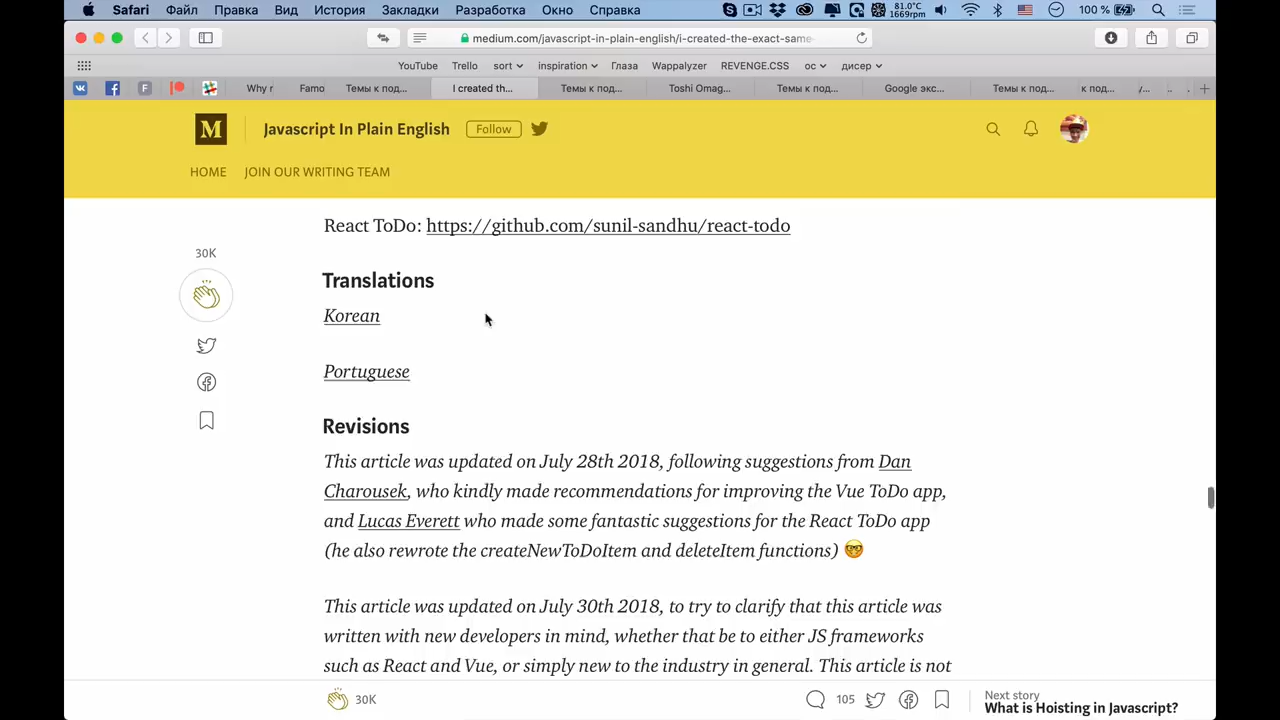 Safari Файл Правка Вид История Закладки Разработка Окно Справка 81.0°C 1669rpm 100 %
medium.com/javascript-in-plain-english/i-created-the-exact-same-
YouTube Trello sort inspiration Глаза Wappalyzer REVENGE.CSS ос дисер
F Why r Famo Темы к под... I created th... Темы к под... Toshi Omag... Темы к под... Google экс... Темы к под... к под... /... .. .
M Javascript In Plain English Follow
HOME JOIN OUR WRITING TEAM
React ToDo: https://github.com/sunil-sandhu/react-todo
30K
Translations
Korean
Portuguese
Revisions
This article was updated on July 28th 2018, following suggestions from Dan
Charousek, who kindly made recommendations for improving the Vue ToDo app,
and Lucas Everett who made some fantastic suggestions for the React ToDo app
(he also rewrote the createNewToDoItem and deleteItem functions) 🤓
This article was updated on July 30th 2018, to try to clarify that this article was
written with new developers in mind, whether that be to either JS frameworks
such as React and Vue, or simply new to the industry in general. This article is not
30K 105 Next story
What is Hoisting in Javascript?